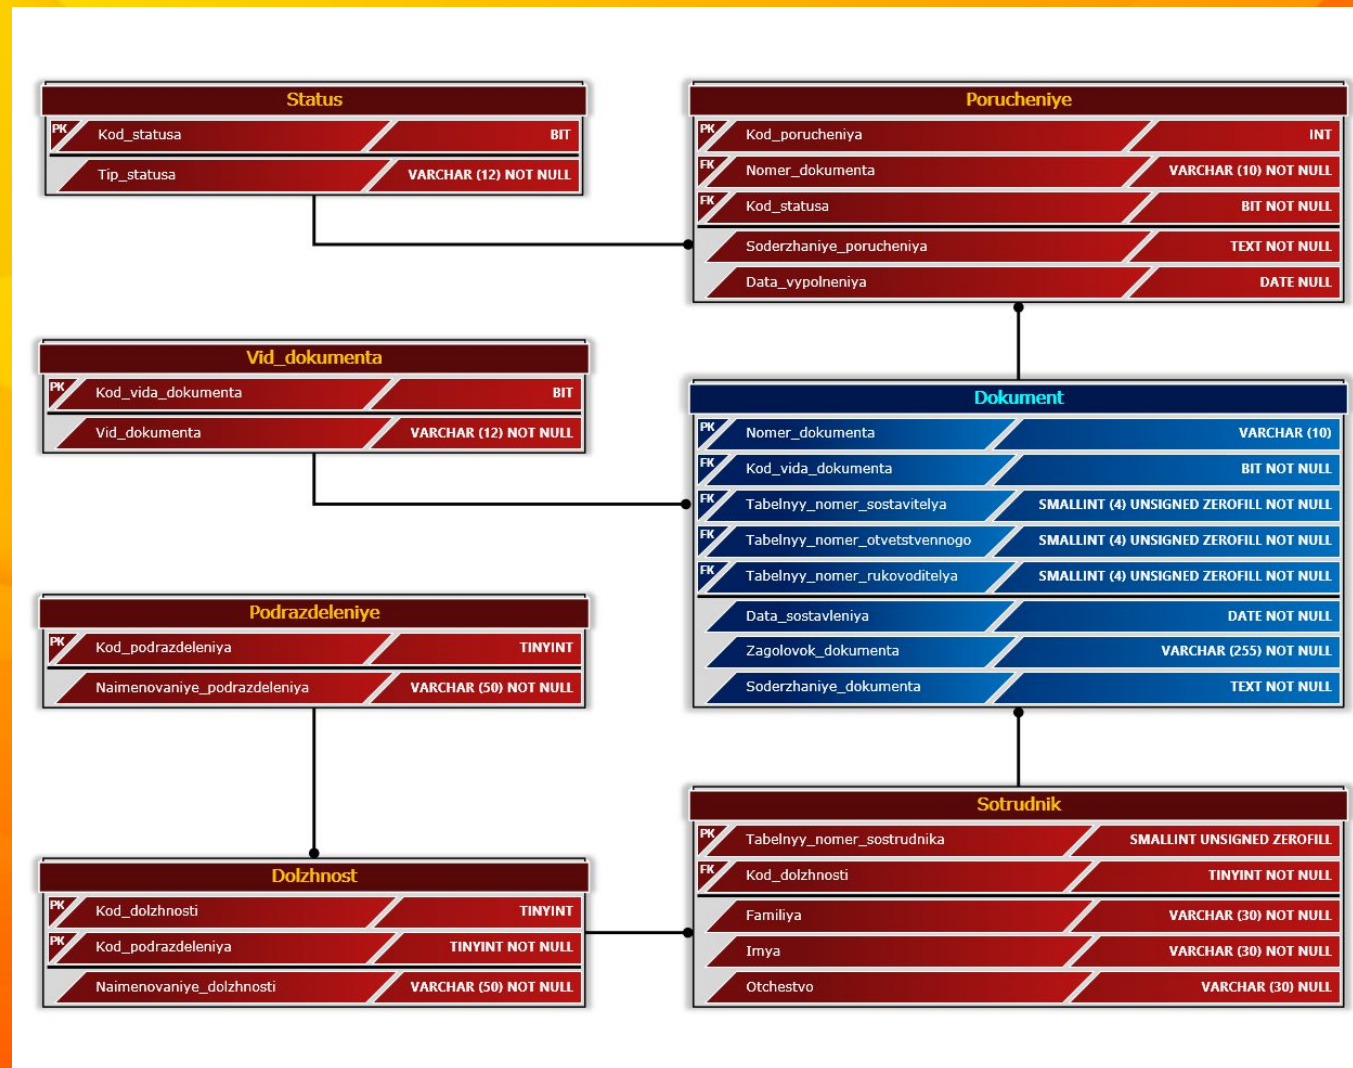 Status
PK Kod_statusa BIT
Tip_statusa VARCHAR (12) NOT NULL
Porucheniye
PK Kod_porucheniya INT
FK Nomer_dokumenta VARCHAR (10) NOT NULL
FK Kod_statusa BIT NOT NULL
Soderzhaniye_porucheniya TEXT NOT NULL
Data_vypolneniya DATE NULL
Vid_dokumenta
PK Kod_vida_dokumenta BIT
Vid_dokumenta VARCHAR (12) NOT NULL
Dokument
PK Nomer_dokumenta VARCHAR (10)
FK Kod_vida_dokumenta BIT NOT NULL
FK Tabelnyy_nomer_sostavitelya SMALLINT (4) UNSIGNED ZEROFILL NOT NULL
FK Tabelnyy_nomer_otvetstvennogo SMALLINT (4) UNSIGNED ZEROFILL NOT NULL
FK Tabelnyy_nomer_rukovoditelya SMALLINT (4) UNSIGNED ZEROFILL NOT NULL
Data_sostavleniya DATE NOT NULL
Zagolovok_dokumenta VARCHAR (255) NOT NULL
Soderzhaniye_dokumenta TEXT NOT NULL
Podrazdeleniye
PK Kod_podrazdeleniya TINYINT
Naimenovaniye_podrazdeleniya VARCHAR (50) NOT NULL
Dolzhnost
PK Kod_dolzhnosti TINYINT
PK Kod_podrazdeleniya TINYINT NOT NULL
Naimenovaniye_dolzhnosti VARCHAR (50) NOT NULL
Sotrudnik
PK Tabelnyy_nomer_sostrudnika SMALLINT UNSIGNED ZEROFILL
FK Kod_dolzhnosti TINYINT NOT NULL
Familiya VARCHAR (30) NOT NULL
Imya VARCHAR (30) NOT NULL
Otchestvo VARCHAR (30) NULL